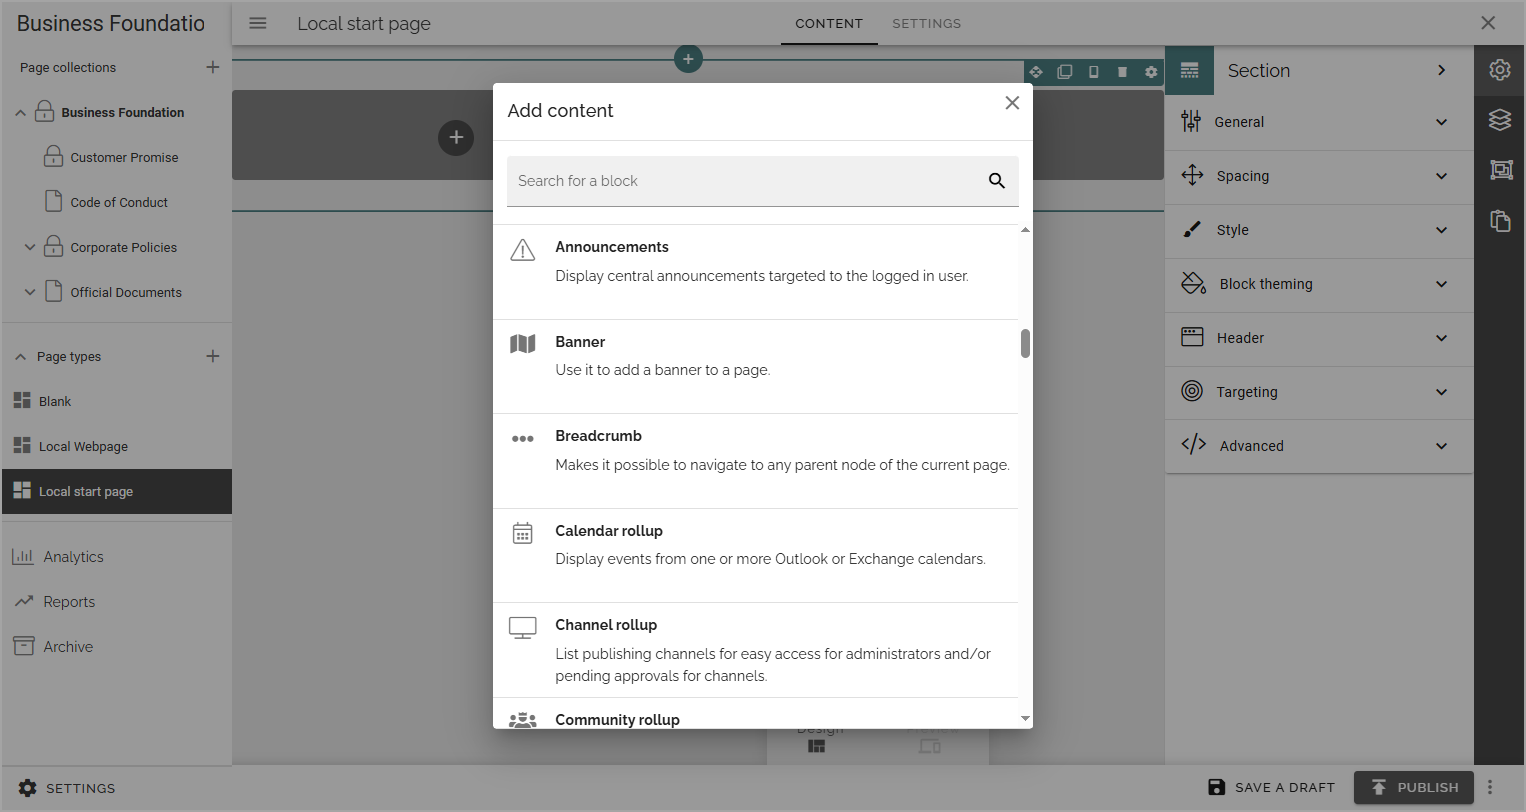 Business Foundatio
Local start page
CONTENT
SETTINGS
Page collections
Business Foundation
Customer Promise
Code of Conduct
Corporate Policies
Official Documents
Page types
Blank
Local Webpage
Local start page
Analytics
Reports
Archive
SETTINGS
Add content
Search for a block
Announcements
Display central announcements targeted to the logged in user.
Banner
Use it to add a banner to a page.
Breadcrumb
Makes it possible to navigate to any parent node of the current page.
Calendar rollup
Display events from one or more Outlook or Exchange calendars.
Channel rollup
List publishing channels for easy access for administrators and/or
pending approvals for channels.
Community rollup
Design
Preview
Section
General
Spacing
Style
Block theming
Header
Targeting
Advanced
SAVE A DRAFT
PUBLISH